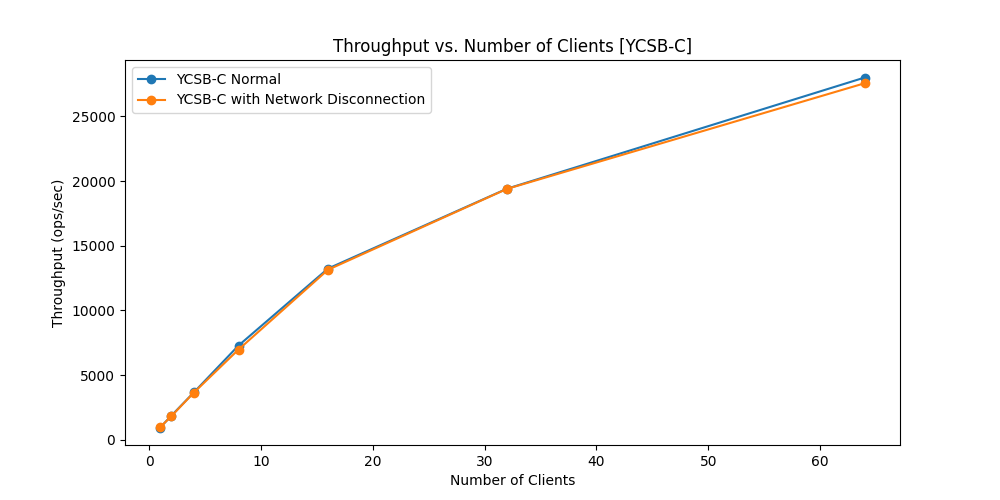 Throughput vs. Number of Clients [YCSB-C]
YCSB-C Normal
YCSB-C with Network Disconnection
Throughput (ops/sec)
25000
20000
15000
10000
5000
0
0 10 20 30 40 50 60
Number of Clients